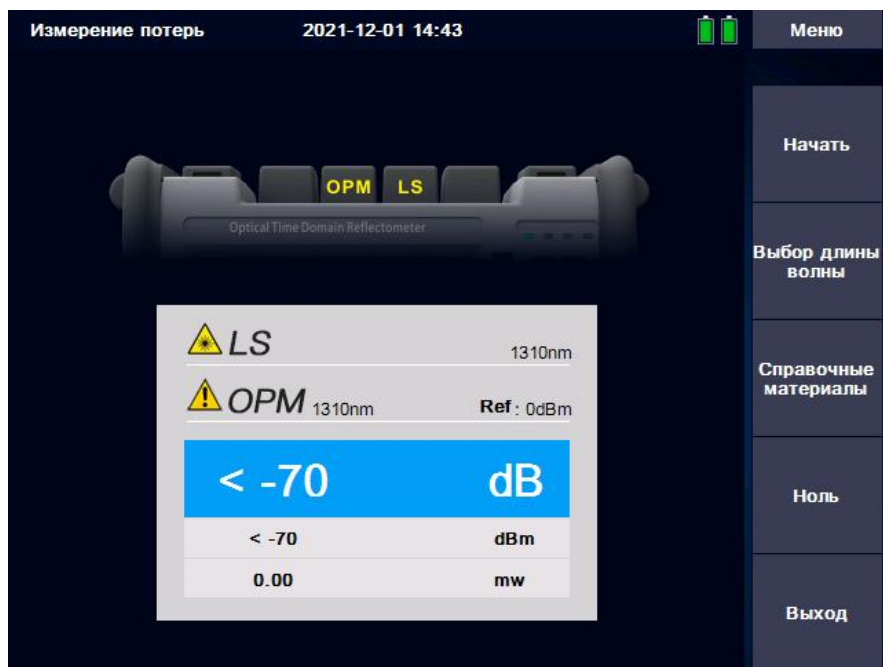 Измерение потерь 2021-12-01 14:43
Меню
OPM LS
Optical Time Domain Reflectometer
LS 1310nm
OPM 1310nm Ref: 0dBm
< -70 dB
< -70 dBm
0.00 mw
Начать
Выбор длины
волны
Справочные
материалы
Ноль
Выход